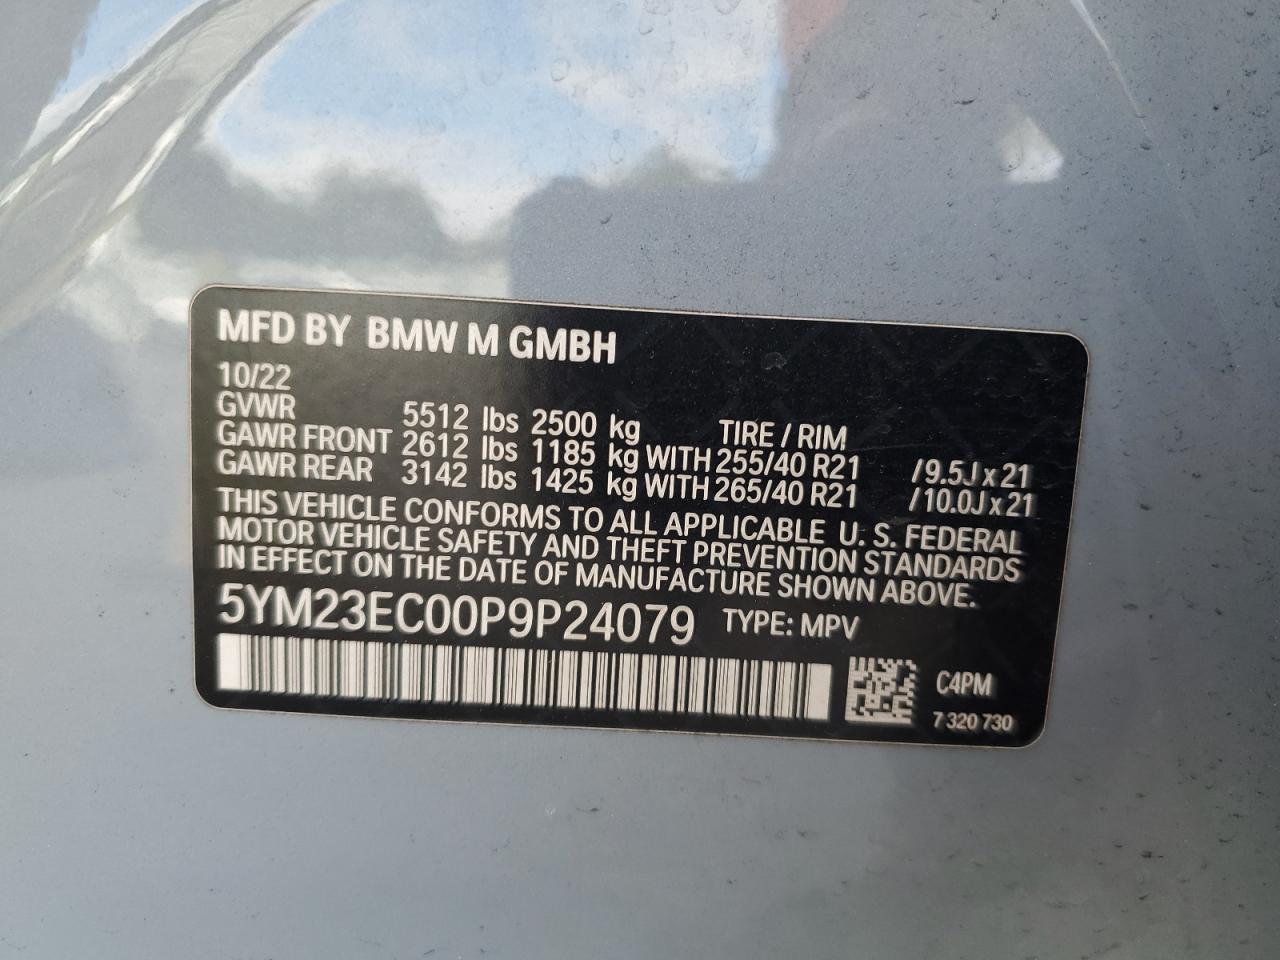 MFD BY BMW M GMBH
10/22
GVWR 5512 lbs 2500 kg TIRE / RIM
GAWR FRONT 2612 lbs 1185 kg WITH 255/40 R21 /9.5J x 21
GAWR REAR 3142 lbs 1425 kg WITH 265/40 R21 /10.0J x 21
THIS VEHICLE CONFORMS TO ALL APPLICABLE U. S. FEDERAL
MOTOR VEHICLE SAFETY AND THEFT PREVENTION STANDARDS
IN EFFECT ON THE DATE OF MANUFACTURE SHOWN ABOVE.
5YM23EC00P9P24079 TYPE: MPV
C4PM
7 320 730